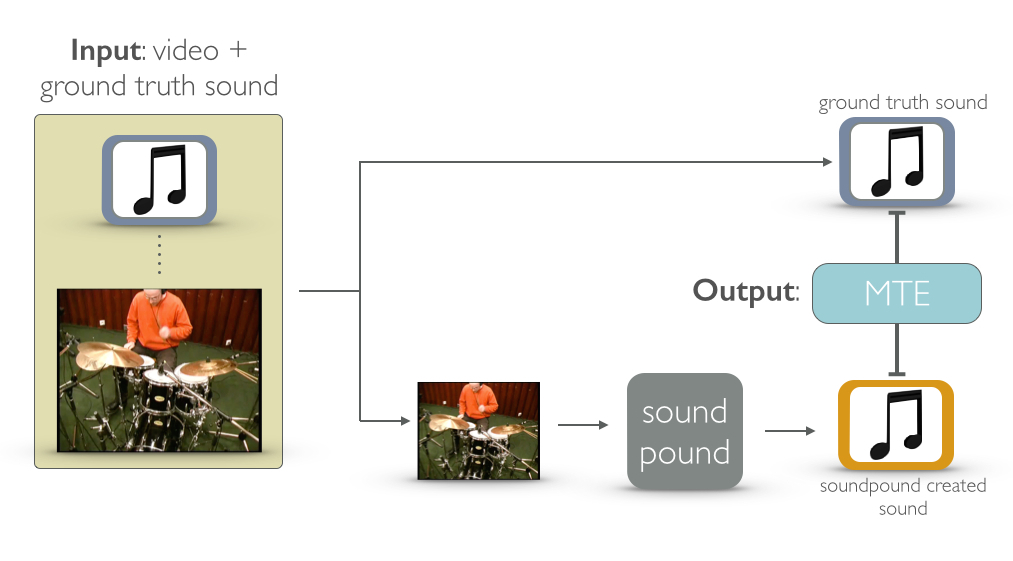 Input: video +
ground truth sound
ground truth sound
Output:
MTE
sound
pound
soundpound created
sound